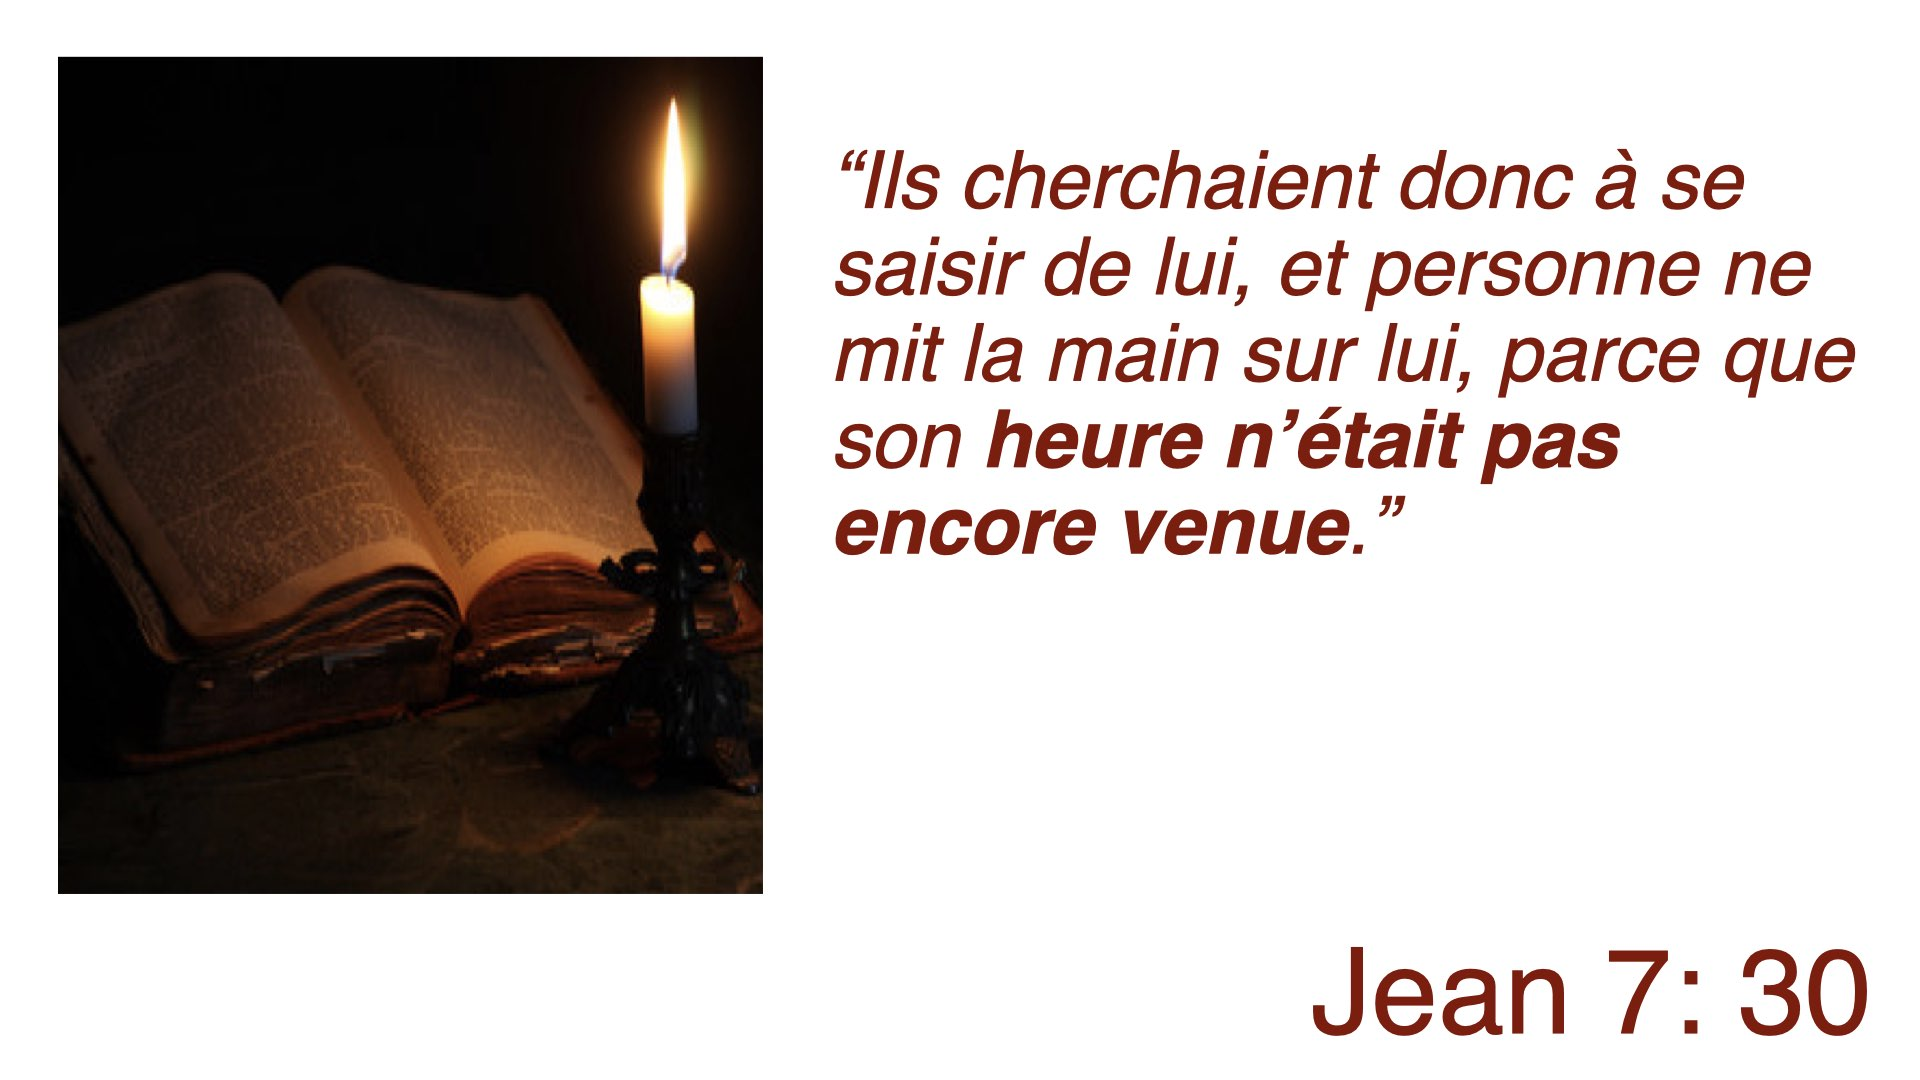 “Ils cherchaient donc à se
saisir de lui, et personne ne
mit la main sur lui, parce que
son heure n’était pas
encore venue.”
Jean 7: 30